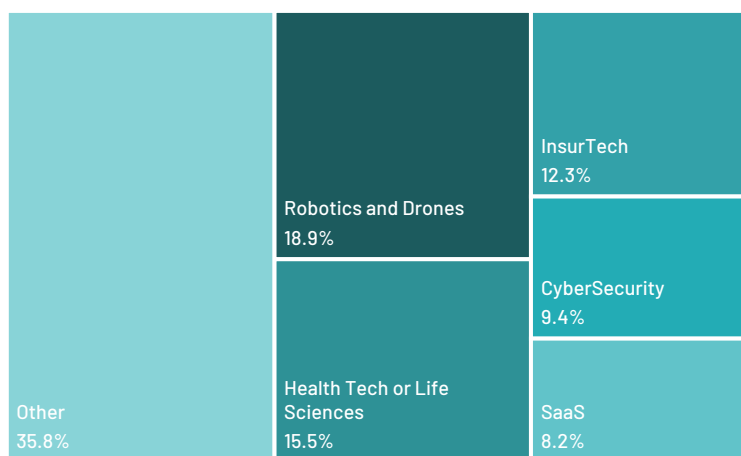 Other
35.8%
Robotics and Drones
18.9%
Health Tech or Life
Sciences
15.5%
InsurTech
12.3%
CyberSecurity
9.4%
SaaS
8.2%